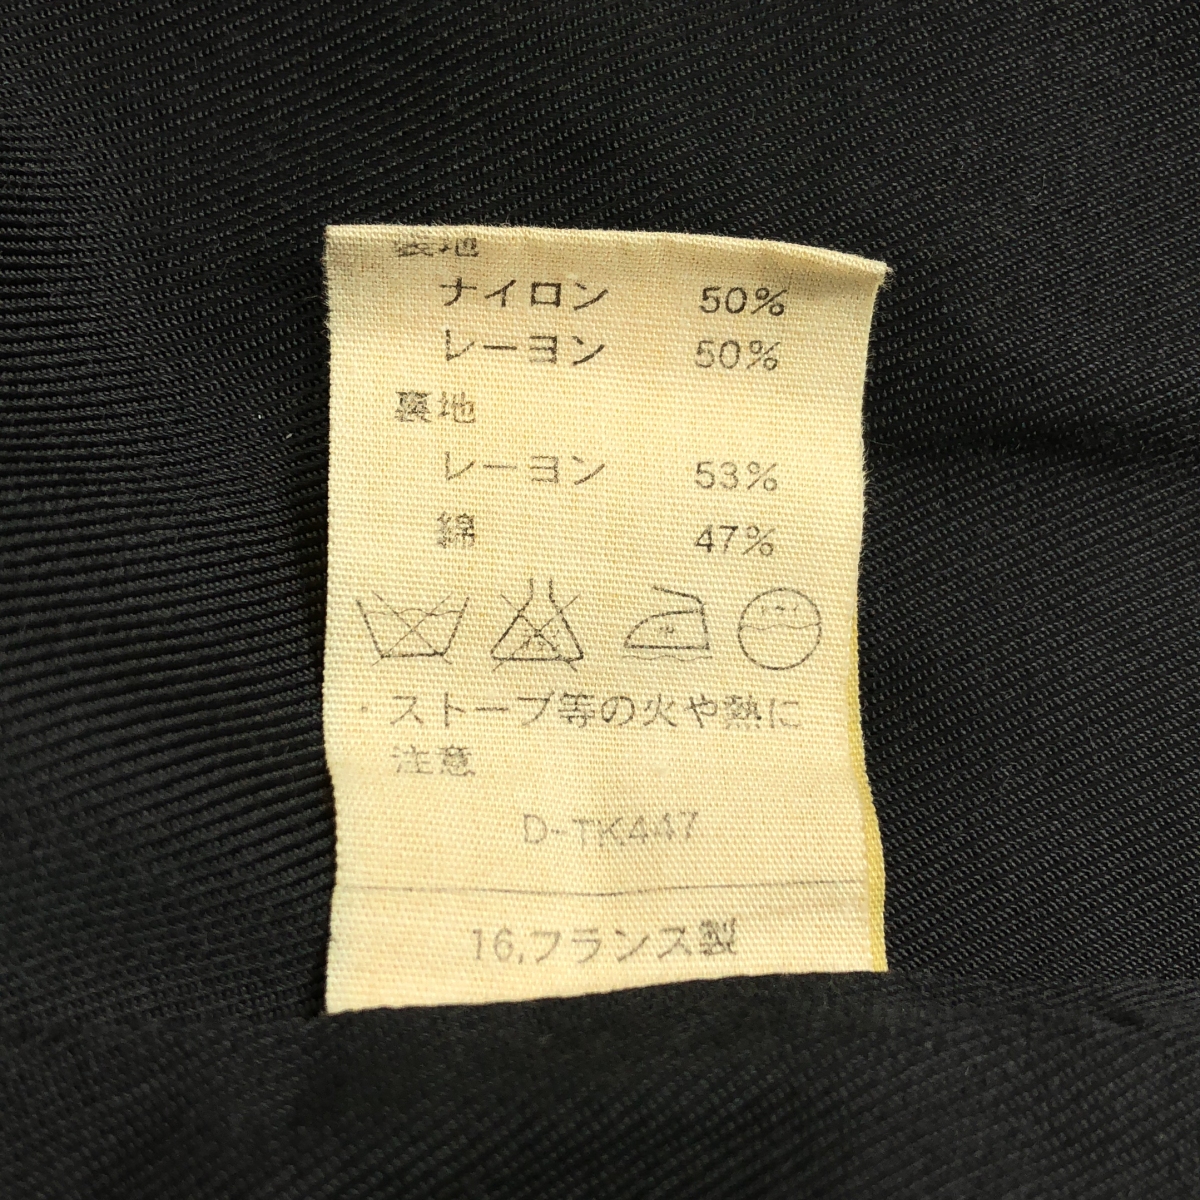 裏地
ナイロン 50%
レーヨン 50%
裏地
レーヨン 53%
綿 47%
・ストーブ等の火や熱に
注意
D-TK447
16,フランス製